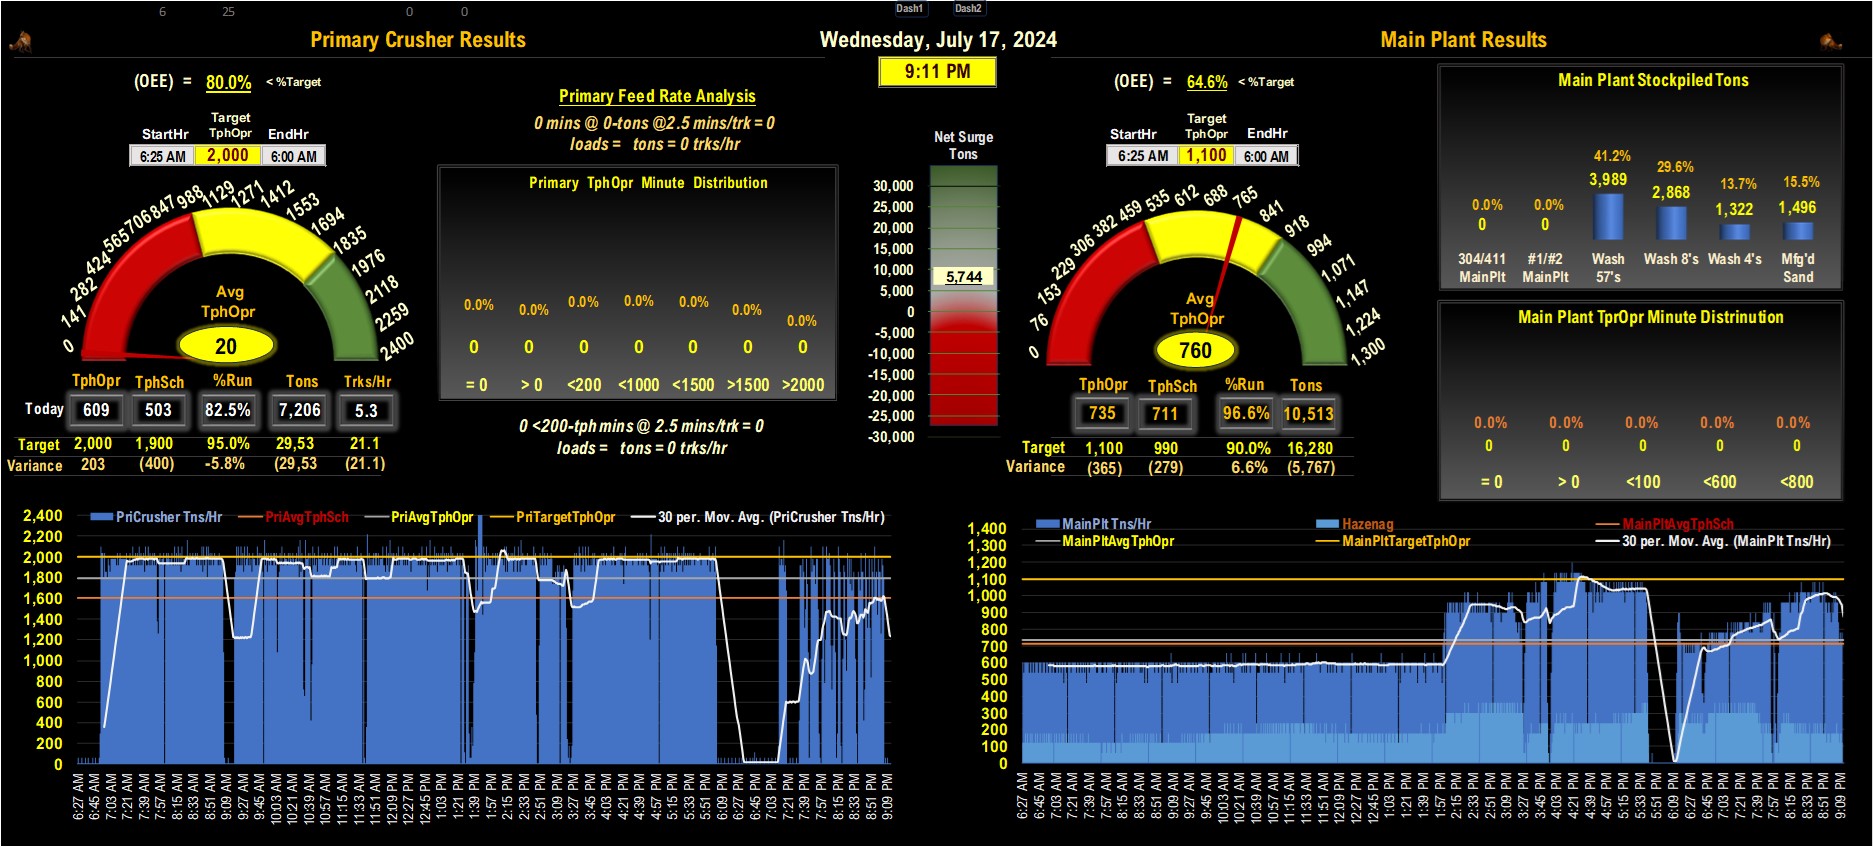 6 25 0 0 Dash1 Dash2
Primary Crusher Results
Wednesday, July 17, 2024
Main Plant Results
9:11 PM
(OEE) = 80.0% < %Target
Target
StartHr TphOpr EndHr
6:25 AM 2,000 6:00 AM
0 141 282 424 565 706 847 988 1129 1271 1412 1553 1694 1835 1976 2118 2259 2400
Avg
TphOpr
20
TphOpr TphSch %Run Tons Trks/Hr
Today 609 503 82.5% 7,206 5.3
Target 2,000 1,900 95.0% 29,53 21.1
Variance 203 (400) -5.8% (29,53 (21.1)
Primary Feed Rate Analysis
0 mins @ 0-tons @2.5 mins/trk = 0
loads = tons = 0 trks/hr
Primary TphOpr Minute Distribution
0.0% 0.0% 0.0% 0.0% 0.0% 0.0% 0.0%
0 0 0 0 0 0 0
= 0 > 0 <200 <1000 <1500 >1500 >2000
0 <200-tph mins @ 2.5 mins/trk = 0
loads = tons = 0 trks/hr
Net Surge
Tons
30,000
25,000
20,000
15,000
10,000
5,744
5,000
0
-5,000
-10,000
-15,000
-20,000
-25,000
-30,000
(OEE) = 64.6% < %Target
Target
StartHr TphOpr EndHr
6:25 AM 1,100 6:00 AM
0 76 153 229 306 382 459 535 612 688 765 841 918 994 1,071 1,147 1,224 1,300
Avg
TphOpr
760
TphOpr TphSch %Run Tons
735 711 96.6% 10,513
Target 1,100 990 90.0% 16,280
Variance (365) (279) 6.6% (5,767)
Main Plant Stockpiled Tons
0.0% 0.0% 41.2% 29.6% 13.7% 15.5%
0 0 3,989 2,868 1,322 1,496
304/411 #1/#2 Wash Wash 8's Wash 4's Mfg'd
MainPlt MainPlt 57's Sand
Main Plant TprOpr Minute Distrinution
0.0% 0.0% 0.0% 0.0% 0.0%
0 0 0 0 0
= 0 > 0 <100 <600 <800
PriCrusher Tns/Hr PriAvgTphSch PriAvgTphOpr PriTargetTphOpr 30 per. Mov. Avg. (PriCrusher Tns/Hr)
2,400
2,200
2,000
1,800
1,600
1,400
1,200
1,000
800
600
400
200
0
6:27 AM 6:45 AM 7:03 AM 7:21 AM 7:39 AM 7:57 AM 8:15 AM 8:33 AM 8:51 AM 9:09 AM 9:27 AM 9:45 AM 10:03 AM 10:21 AM 10:39 AM 10:57 AM 11:15 AM 11:33 AM 11:51 AM 12:09 PM 12:27 PM 12:45 PM 1:03 PM 1:21 PM 1:39 PM 1:57 PM 2:15 PM 2:33 PM 2:51 PM 3:09 PM 3:27 PM 3:45 PM 4:03 PM 4:21 PM 4:39 PM 4:57 PM 5:15 PM 5:33 PM 5:51 PM 6:09 PM 6:27 PM 6:45 PM 7:03 PM 7:21 PM 7:39 PM 7:57 PM 8:15 PM 8:33 PM 8:51 PM 9:09 PM
MainPlt Tns/Hr Hazenag MainPltAvgTphSch
MainPltAvgTphOpr MainPltTargetTphOpr 30 per. Mov. Avg. (MainPlt Tns/Hr)
1,400
1,300
1,200
1,100
1,000
900
800
700
600
500
400
300
200
100
0
6:27 AM 6:45 AM 7:03 AM 7:21 AM 7:39 AM 7:57 AM 8:15 AM 8:33 AM 8:51 AM 9:09 AM 9:27 AM 9:45 AM 10:03 AM 10:21 AM 10:39 AM 10:57 AM 11:15 AM 11:33 AM 11:51 AM 12:09 PM 12:27 PM 12:45 PM 1:03 PM 1:21 PM 1:39 PM 1:57 PM 2:15 PM 2:33 PM 2:51 PM 3:09 PM 3:27 PM 3:45 PM 4:03 PM 4:21 PM 4:39 PM 4:57 PM 5:15 PM 5:33 PM 5:51 PM 6:09 PM 6:27 PM 6:45 PM 7:03 PM 7:21 PM 7:39 PM 7:57 PM 8:15 PM 8:33 PM 8:51 PM 9:09 PM